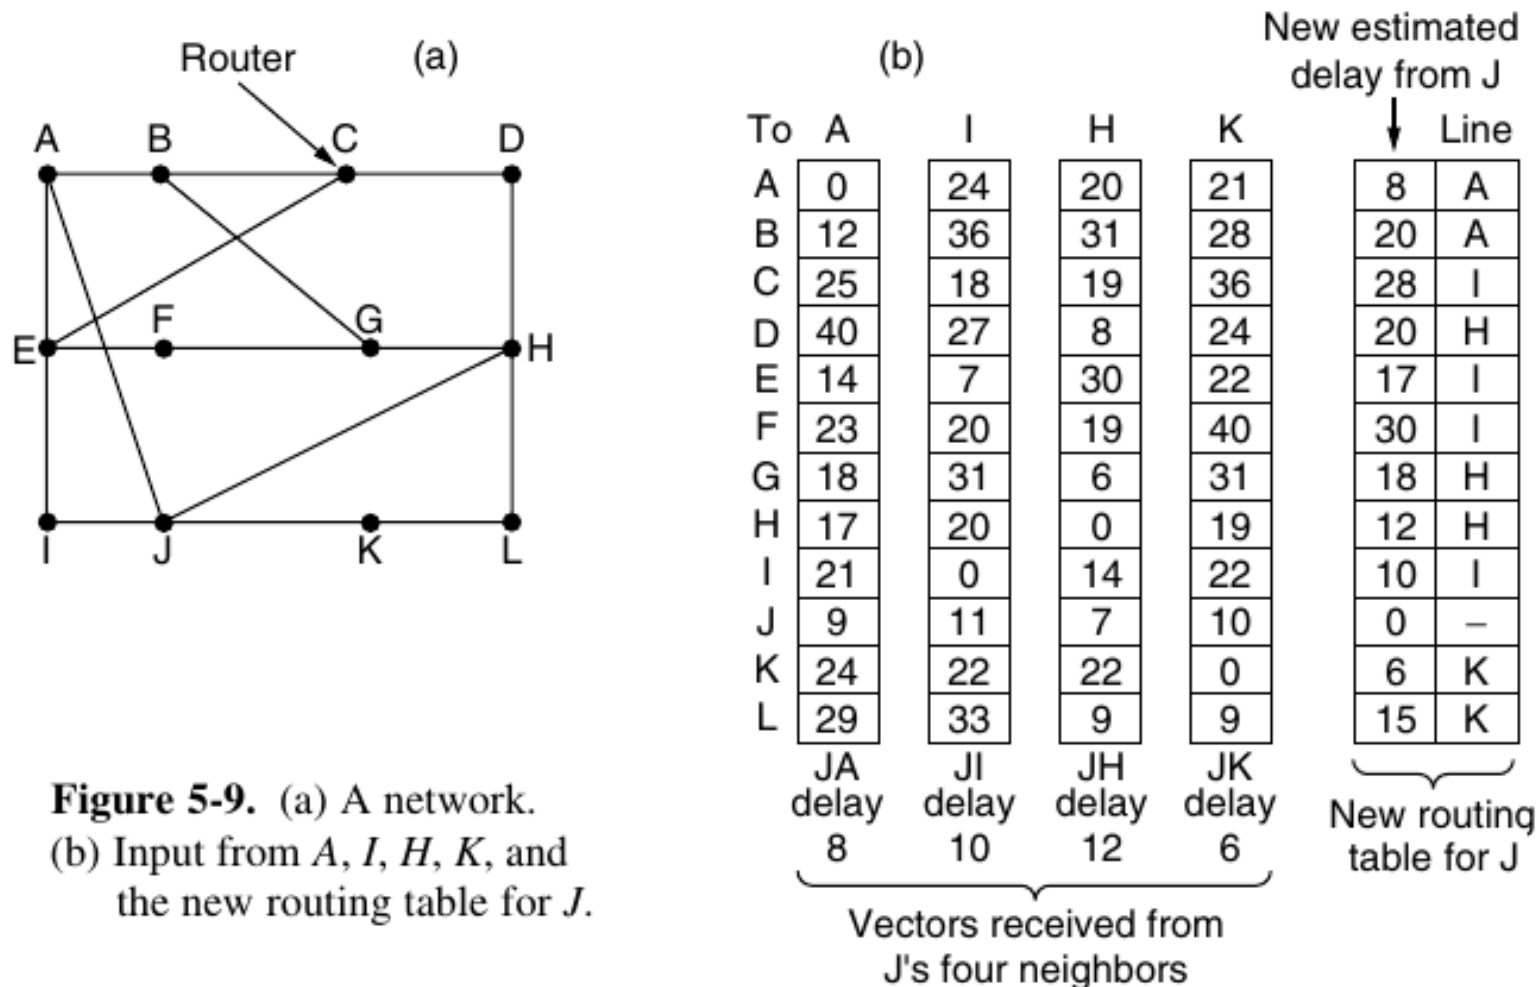 Router
(a)
A B C D
E F G H
I J K L
Figure 5-9. (a) A network.
(b) Input from A, I, H, K, and
the new routing table for J.
(b)
New estimated
delay from J
To A I H K Line
A 0 24 20 21 8 A
B 12 36 31 28 20 A
C 25 18 19 36 28 I
D 40 27 8 24 20 H
E 14 7 30 22 17 I
F 23 20 19 40 30 I
G 18 31 6 31 18 H
H 17 20 0 19 12 H
I 21 0 14 22 10 I
J 9 11 7 10 0 –
K 24 22 22 0 6 K
L 29 33 9 9 15 K
JA JI JH JK
delay delay delay delay
8 10 12 6
Vectors received from
J's four neighbors
New routing
table for J